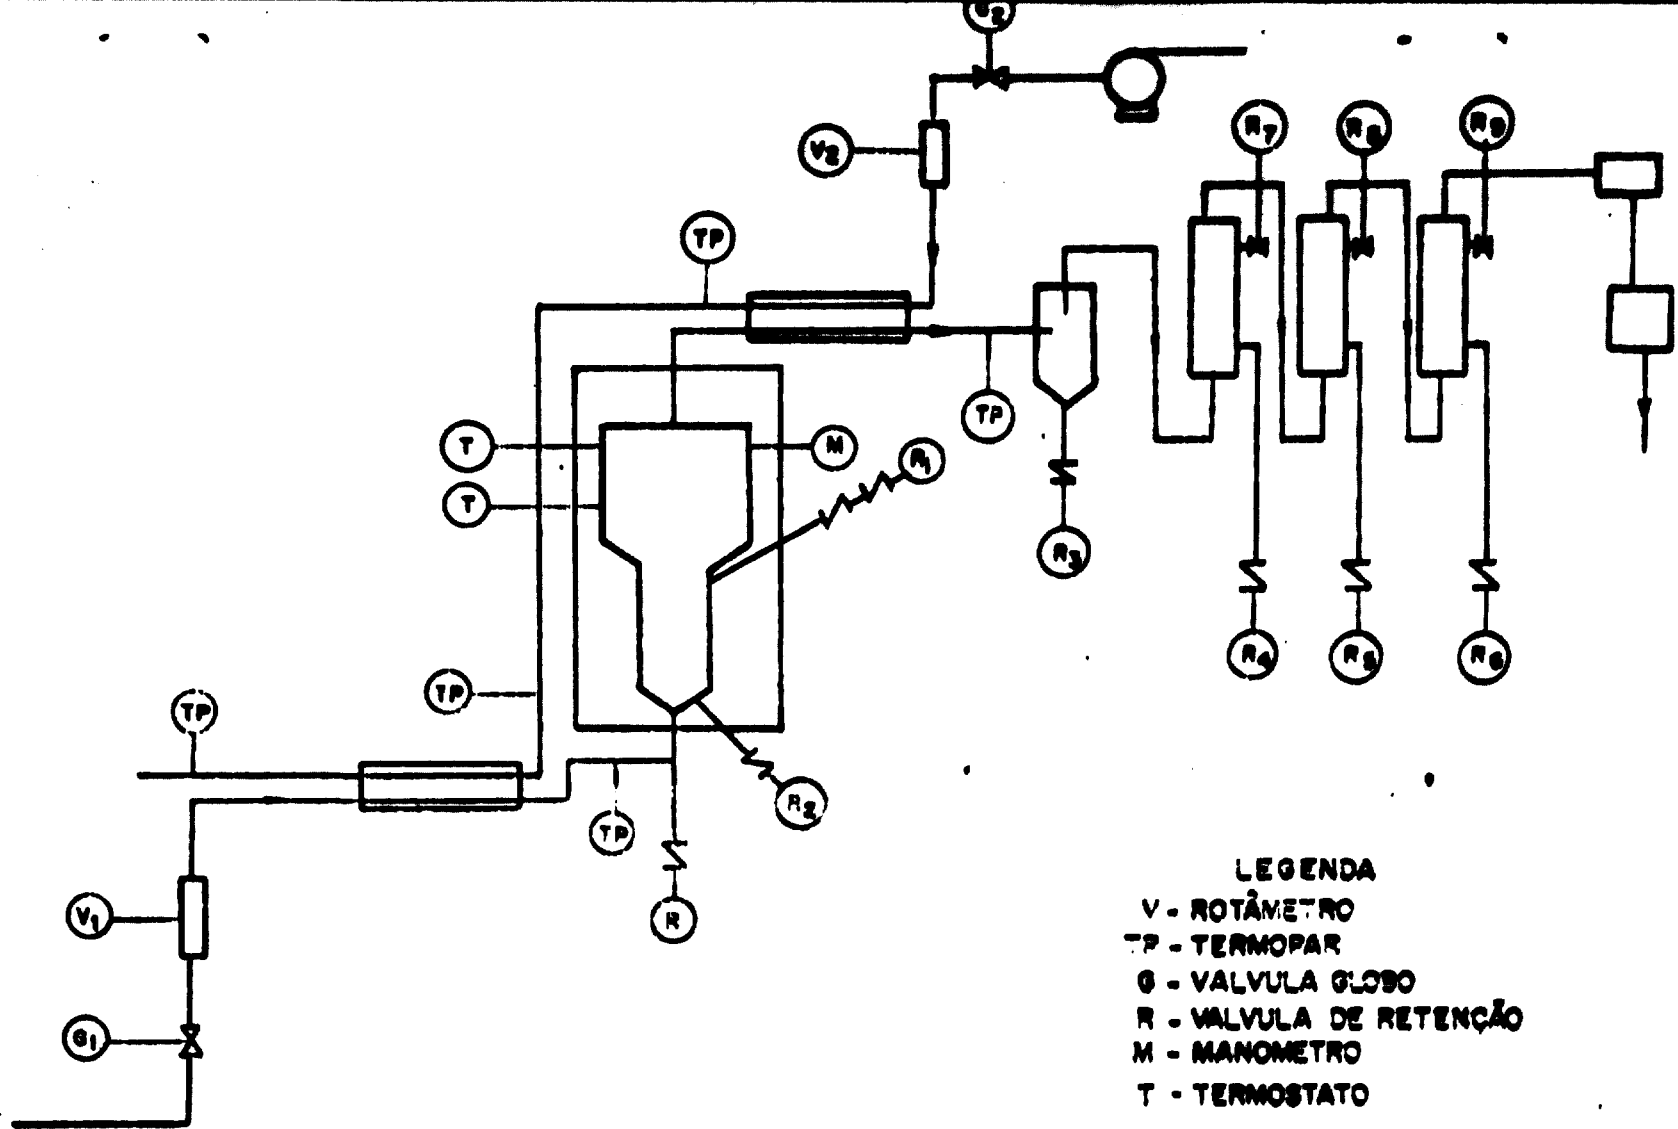 G2
R7
R8
R9
V2
TP
T
M
R1
TP
T
R3
R4
R5
R6
TP
TP
R2
TP
V1
R
G1
LEGENDA
V - ROTÂMETRO
TP - TERMOPAR
G - VALVULA GLOBO
R - VALVULA DE RETENÇÃO
M - MANOMETRO
T - TERMOSTATO